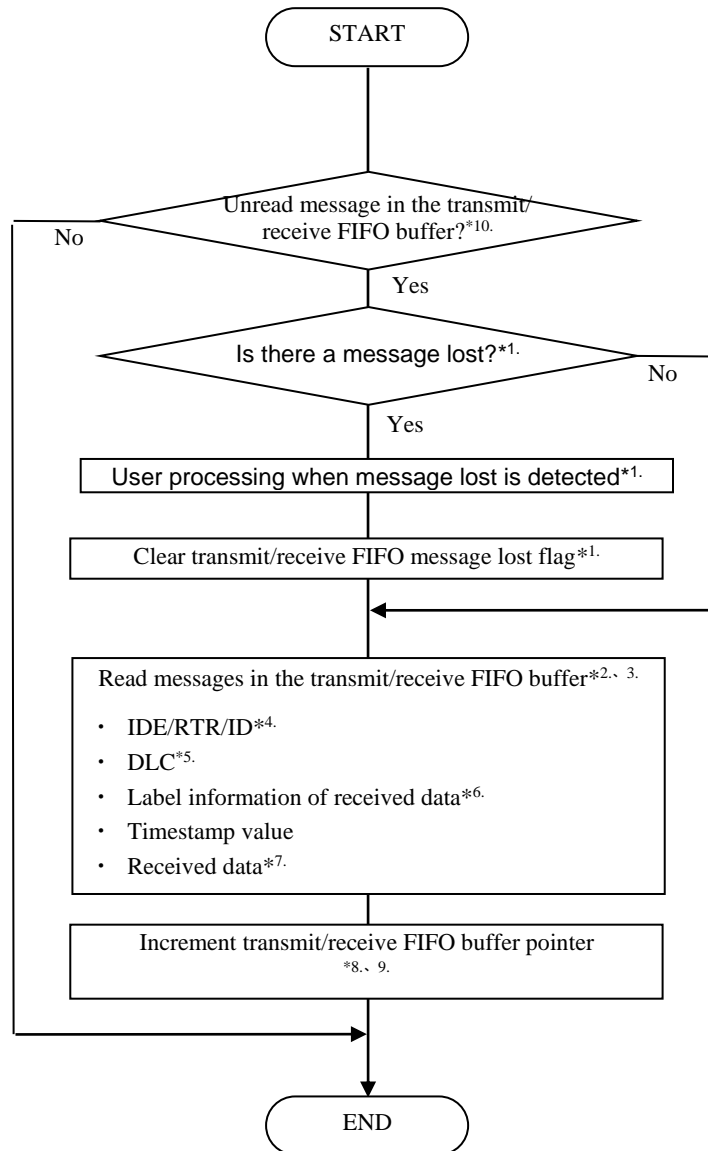 START
Unread message in the transmit/
receive FIFO buffer?*10.
No
Yes
Is there a message lost?*1.
No
Yes
User processing when message lost is detected*1.
Clear transmit/receive FIFO message lost flag*1.
Read messages in the transmit/receive FIFO buffer*2.、3.
・ IDE/RTR/ID*4.
・ DLC*5.
・ Label information of received data*6.
・ Timestamp value
・ Received data*7.
Increment transmit/receive FIFO buffer pointer
*8.、9.
END